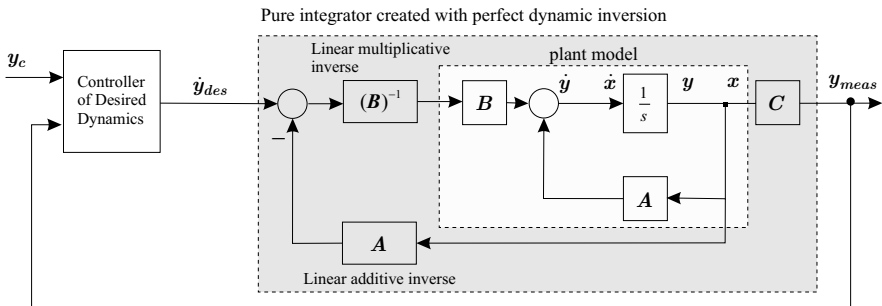 Pure integrator created with perfect dynamic inversion
y_c
Controller
of Desired
Dynamics
ẏ_des
Linear multiplicative
inverse
(B)⁻¹
plant model
B
ẏ
ẋ
1
s
y
x
C
y_meas
−
A
A
Linear additive inverse